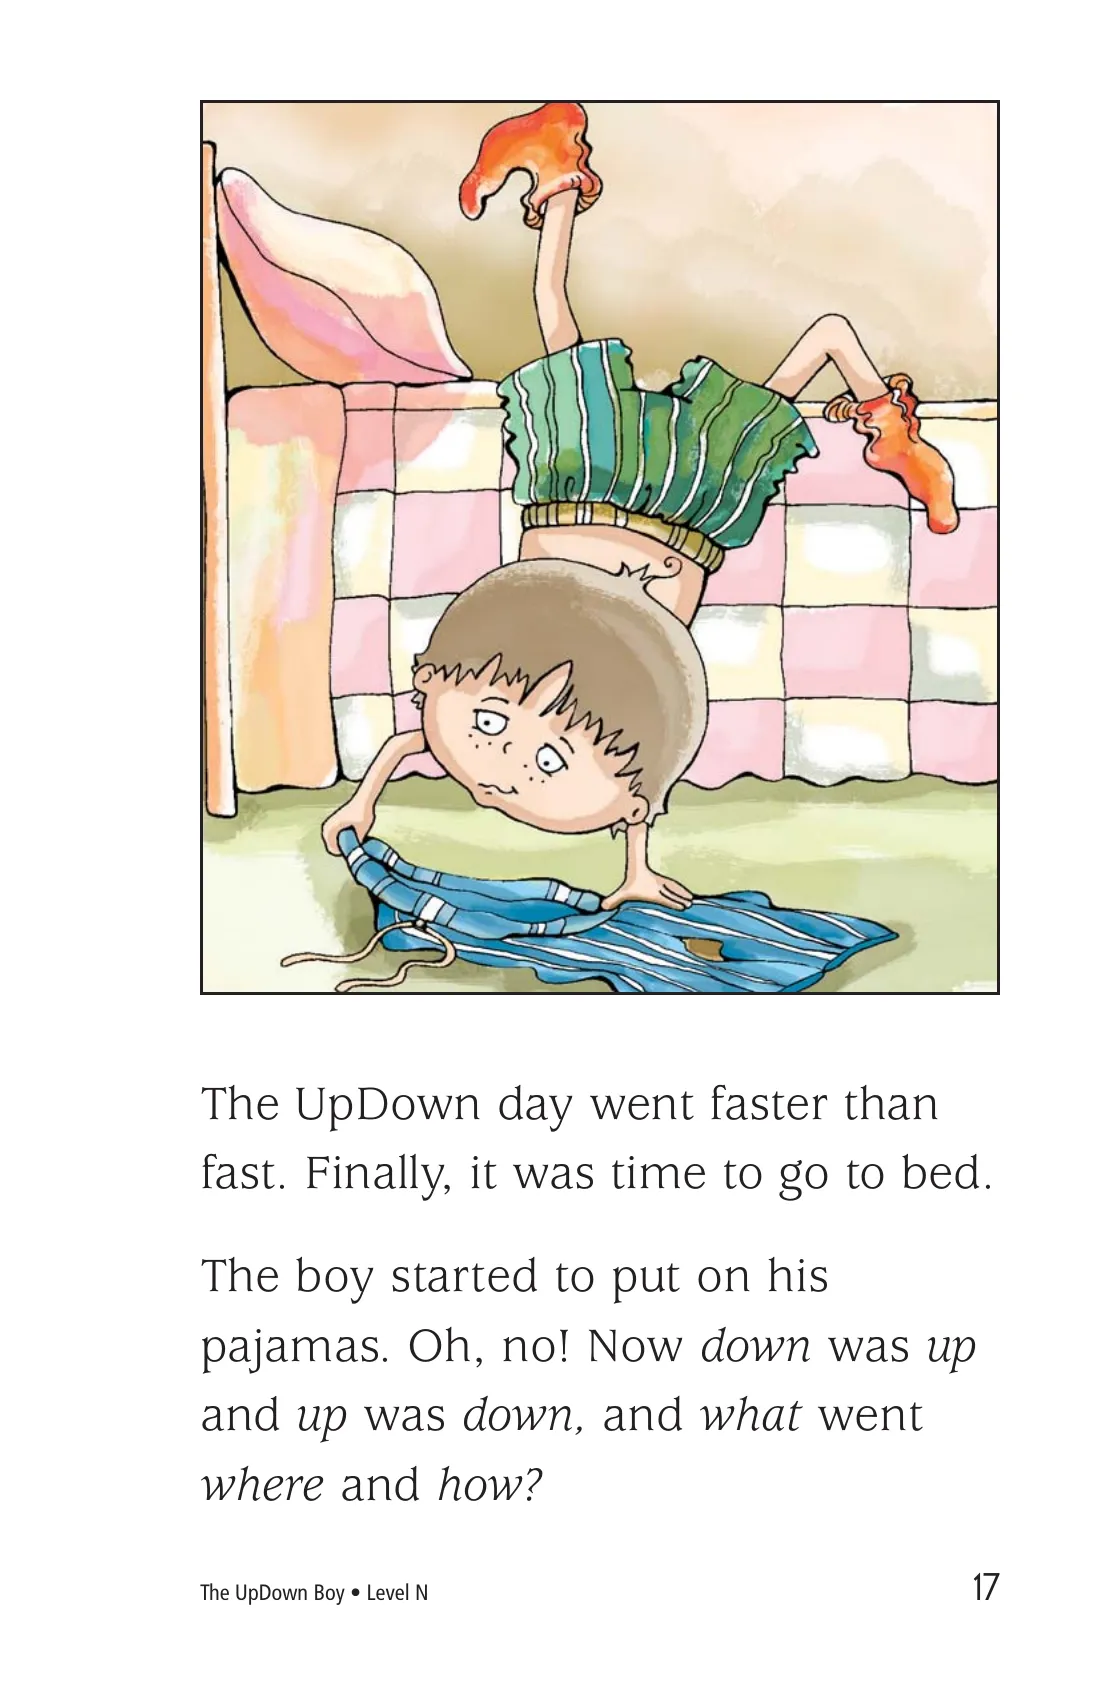 The UpDown day went faster than
fast. Finally, it was time to go to bed.
The boy started to put on his
pajamas. Oh, no! Now down was up
and up was down, and what went
where and how?
The UpDown Boy • Level N
17